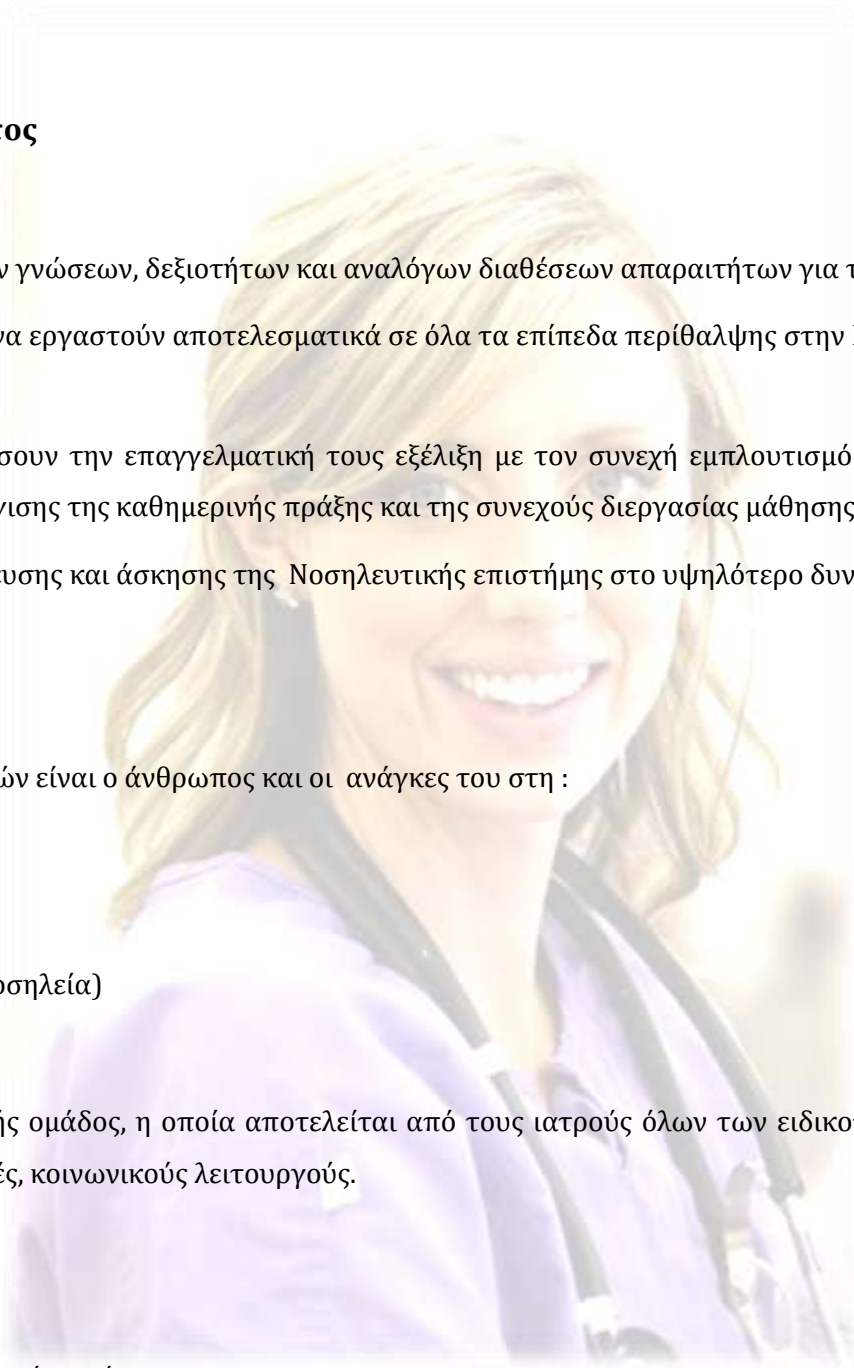 τος
ν γνώσεων, δεξιοτήτων και αναλόγων διαθέσεων απαραιτήτων για τ
να εργαστούν αποτελεσματικά σε όλα τα επίπεδα περίθαλψης στην
σουν την επαγγελματική τους εξέλιξη με τον συνεχή εμπλουτισμό
γισης της καθημερινής πράξης και της συνεχούς διεργασίας μάθησης
ευσης και άσκησης της Νοσηλευτικής επιστήμης στο υψηλότερο δυν
ών είναι ο άνθρωπος και οι ανάγκες του στη :
οσηλεία)
ής ομάδος, η οποία αποτελείται από τους ιατρούς όλων των ειδικο
ές, κοινωνικούς λειτουργούς.